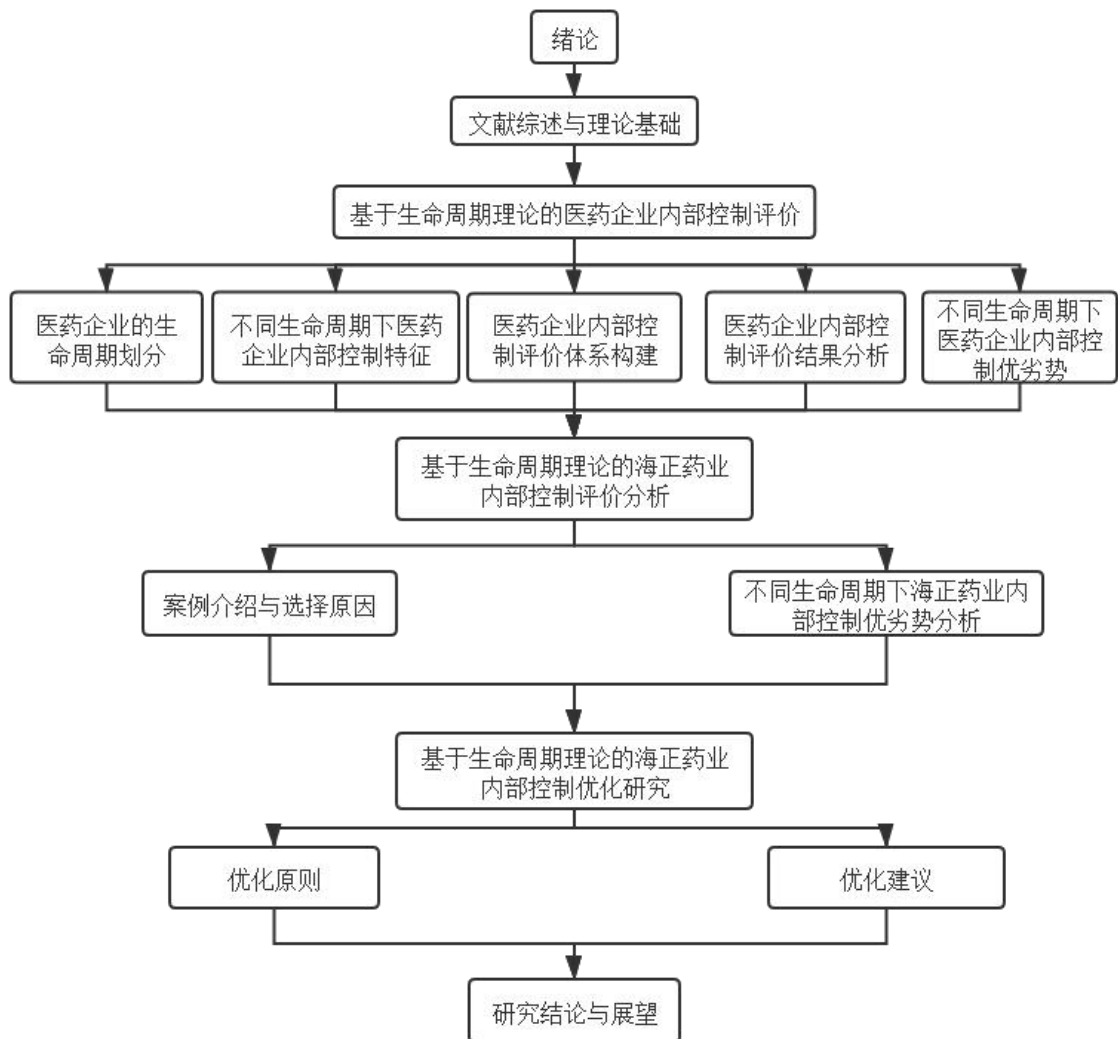 绪论
文献综述与理论基础
基于生命周期理论的医药企业内部控制评价
医药企业的生
命周期划分
不同生命周期下医药
企业内部控制特征
医药企业内部控
制评价体系构建
医药企业内部控
制评价结果分析
不同生命周期下
医药企业内部控
制优劣势
基于生命周期理论的海正药业
内部控制评价分析
案例介绍与选择原因
不同生命周期下海正药业内
部控制优劣势分析
基于生命周期理论的海正药业
内部控制优化研究
优化原则
优化建议
研究结论与展望